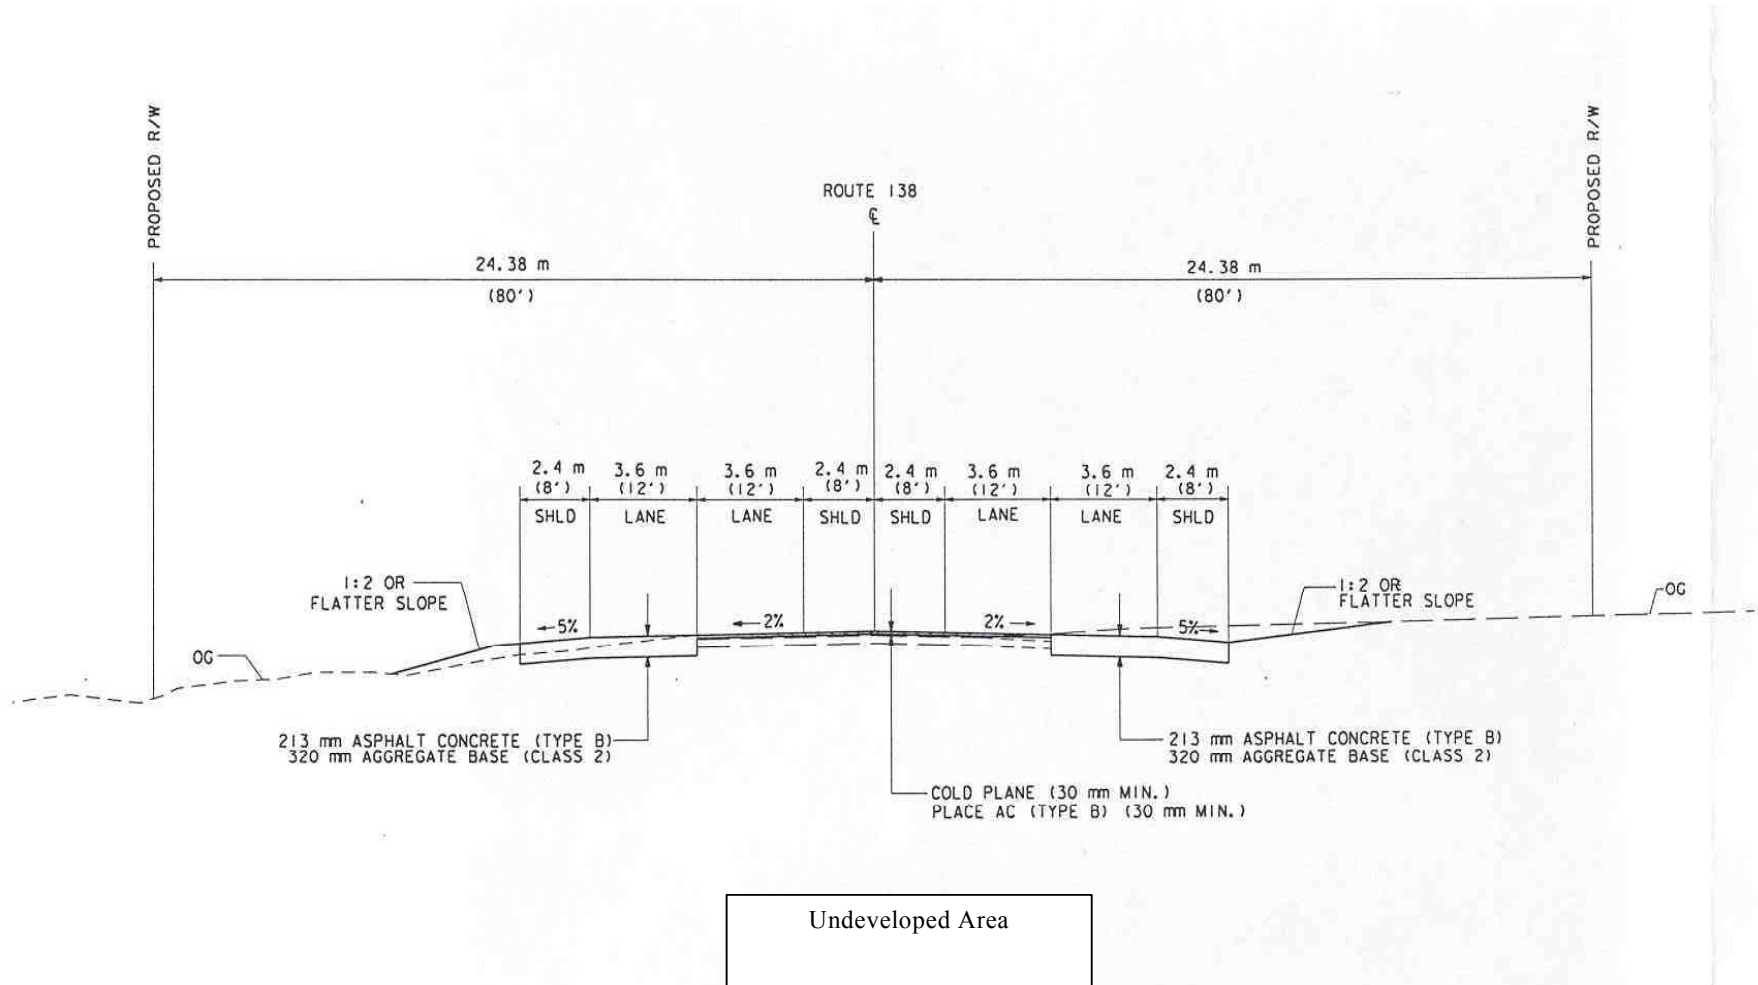 PROPOSED R/W
PROPOSED R/W
ROUTE 138
℄
24.38 m
(80')
24.38 m
(80')
2.4 m
(8')
SHLD
3.6 m
(12')
LANE
3.6 m
(12')
LANE
2.4 m
(8')
SHLD
2.4 m
(8')
SHLD
3.6 m
(12')
LANE
3.6 m
(12')
LANE
2.4 m
(8')
SHLD
1:2 OR
FLATTER SLOPE
1:2 OR
FLATTER SLOPE
OG
OG
5%
2%
2%
5%
213 mm ASPHALT CONCRETE (TYPE B)
320 mm AGGREGATE BASE (CLASS 2)
213 mm ASPHALT CONCRETE (TYPE B)
320 mm AGGREGATE BASE (CLASS 2)
COLD PLANE (30 mm MIN.)
PLACE AC (TYPE B) (30 mm MIN.)
Undeveloped Area